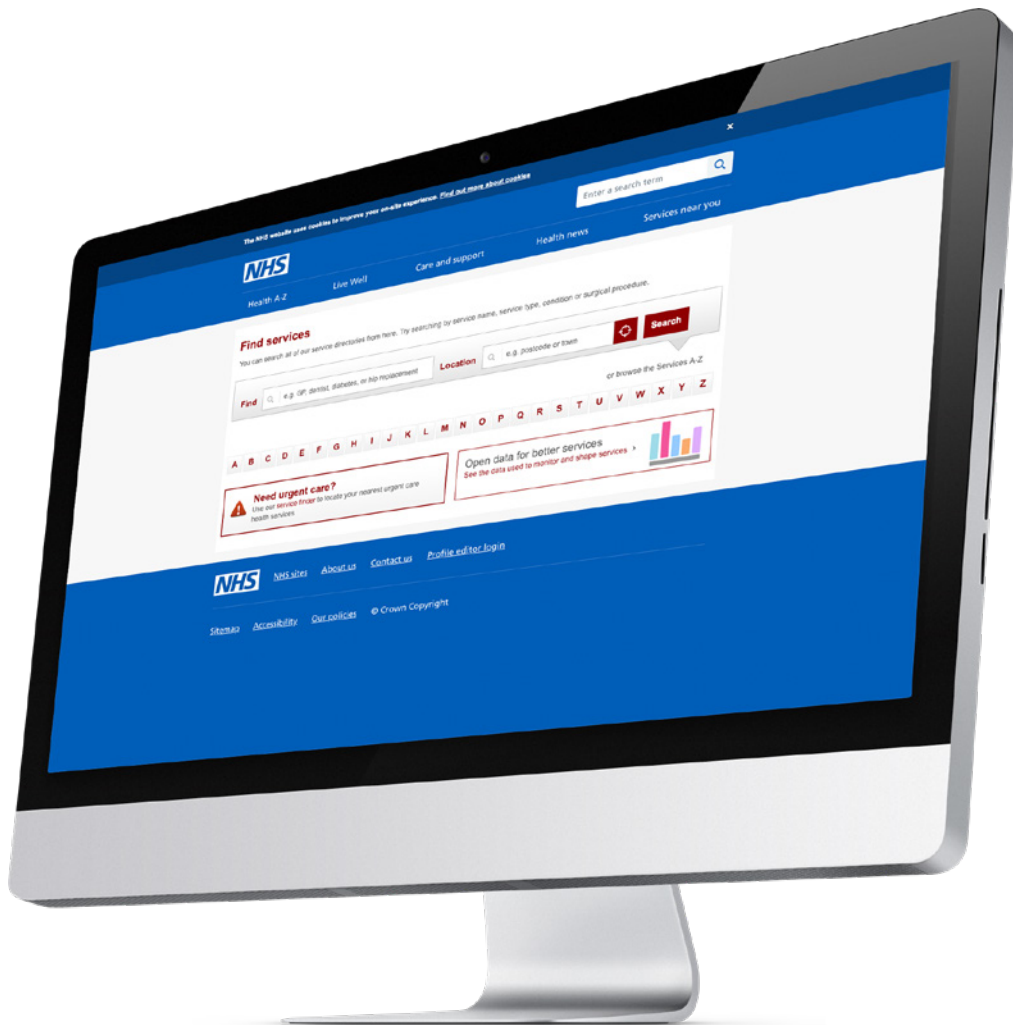 The NHS website uses cookies to improve your on-site experience. Find out more about cookies
×
Enter a search term
NHS
Health A-Z
Live Well
Care and support
Health news
Services near you
Find services
You can search all of our service directories from here. Try searching by service name, service type, condition or surgical procedure.
Find
e.g. GP, dentist, diabetes, or hip replacement
Location
e.g. postcode or town
Search
or browse the Services A-Z
A B C D E F G H I J K L M N O P Q R S T U V W X Y Z
Need urgent care?
Use our service finder to locate your nearest urgent care
health services
Open data for better services ›
See the data used to monitor and shape services
NHS
NHS sites
About us
Contact us
Profile editor login
Sitemap
Accessibility
Our policies
© Crown Copyright